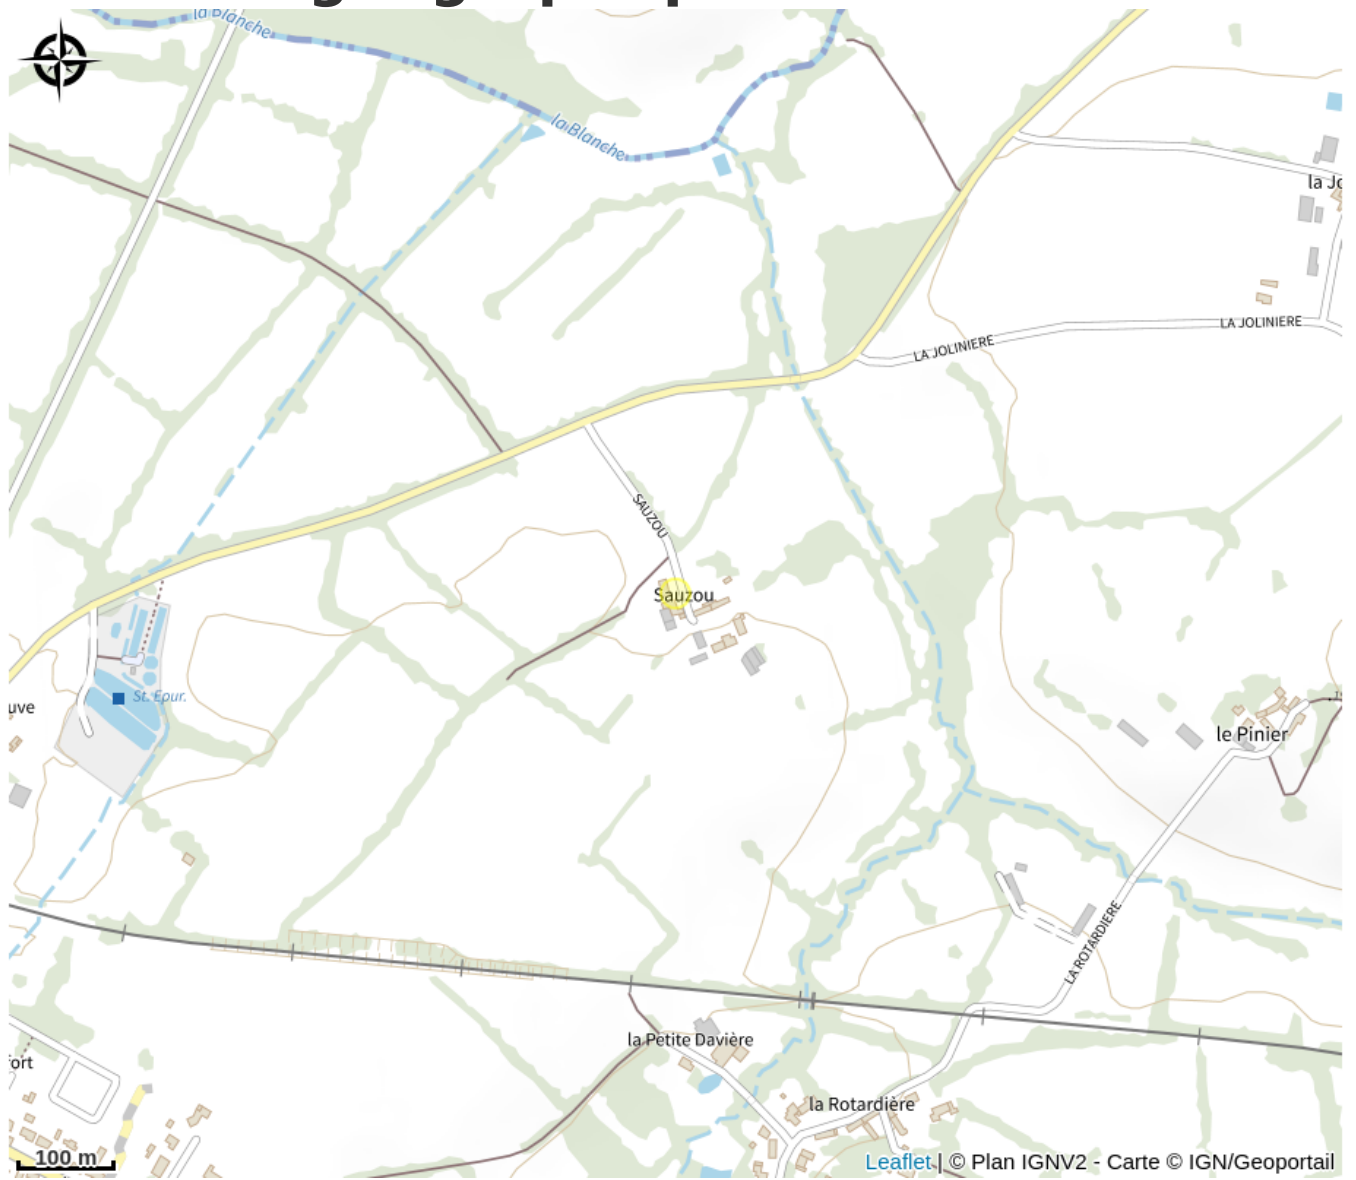 la Blanche
la Blanche
la Jo
LA JOLINIERE
LA JOLINIERE
SAUZOU
Sauzou
St. Epur.
uve
le Pinier
LA ROTARDIERE
la Petite Davière
ort
la Rotardière
100 m
Leaflet | © Plan IGNV2 - Carte © IGN/Geoportail